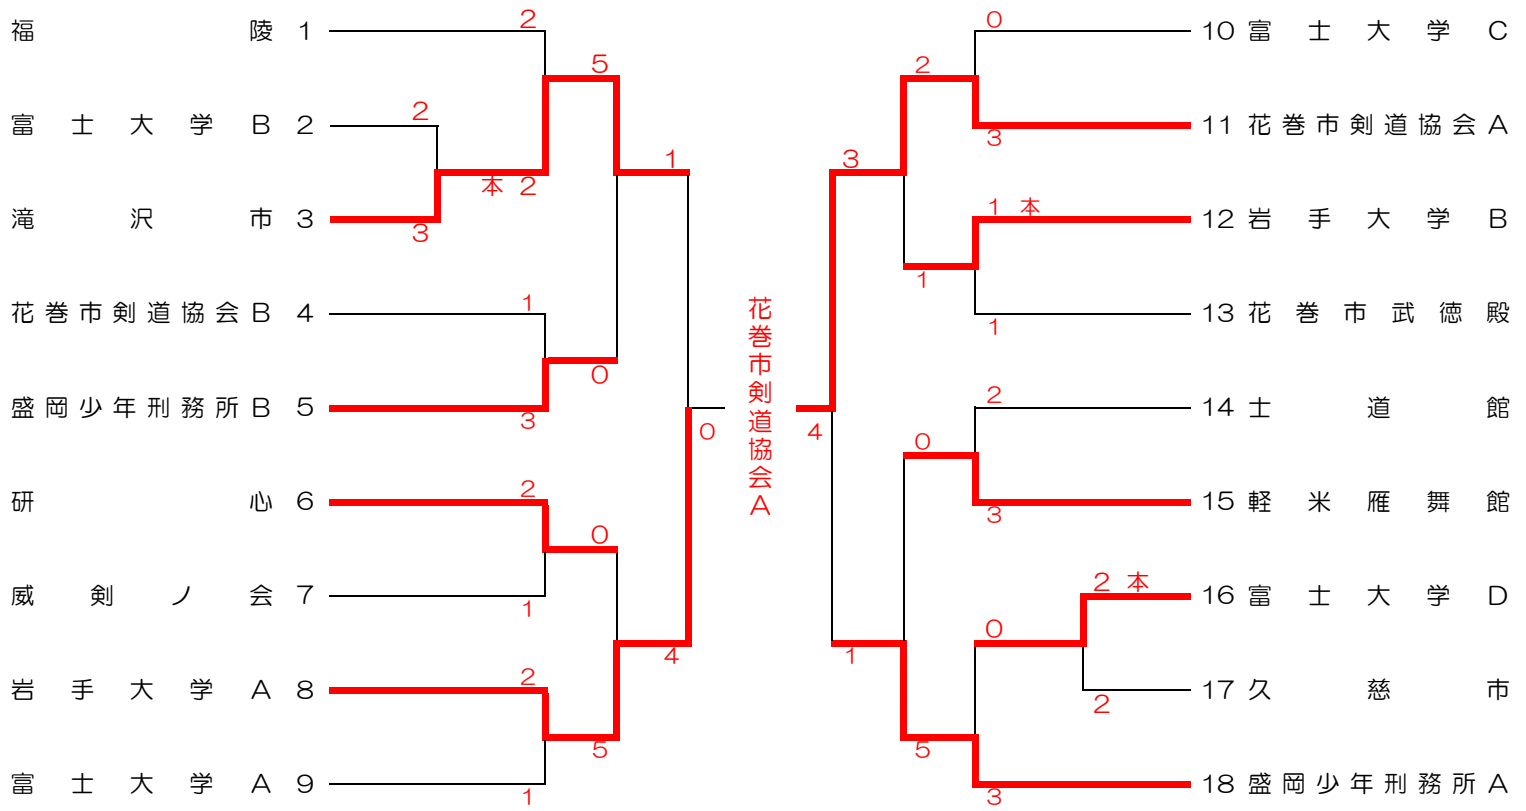 福陵 1
2
5
富士大学B 2
2
本 2
滝沢市 3
3
1
花巻市剣道協会B 4
1
0
盛岡少年刑務所B 5
3
0
研心 6
2
0
威剣ノ会 7
1
4
岩手大学A 8
2
5
富士大学A 9
1
花巻市剣道協会A
0
10 富士大学C
2
11 花巻市剣道協会A
3
3
1 本
12 岩手大学B
1
13 花巻市武徳殿
1
4
2
14 士道館
0
15 軽米雁舞館
3
2 本
16 富士大学D
0
1
17 久慈市
2
5
18 盛岡少年刑務所A
3